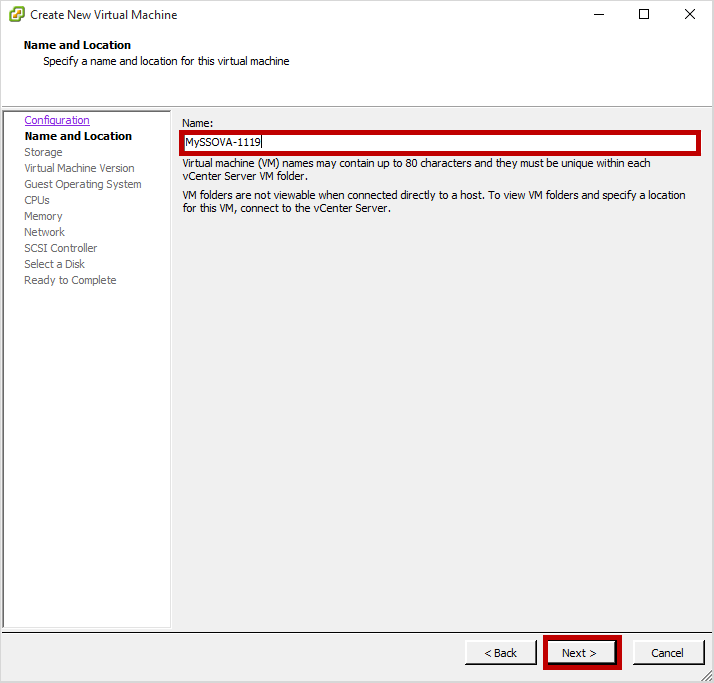 Create New Virtual Machine
Name and Location
Specify a name and location for this virtual machine
Configuration
Name and Location
Storage
Virtual Machine Version
Guest Operating System
CPUs
Memory
Network
SCSI Controller
Select a Disk
Ready to Complete
Name:
MySSOVA-1119
Virtual machine (VM) names may contain up to 80 characters and they must be unique within each
vCenter Server VM folder.
VM folders are not viewable when connected directly to a host. To view VM folders and specify a location
for this VM, connect to the vCenter Server.
< Back
Next >
Cancel